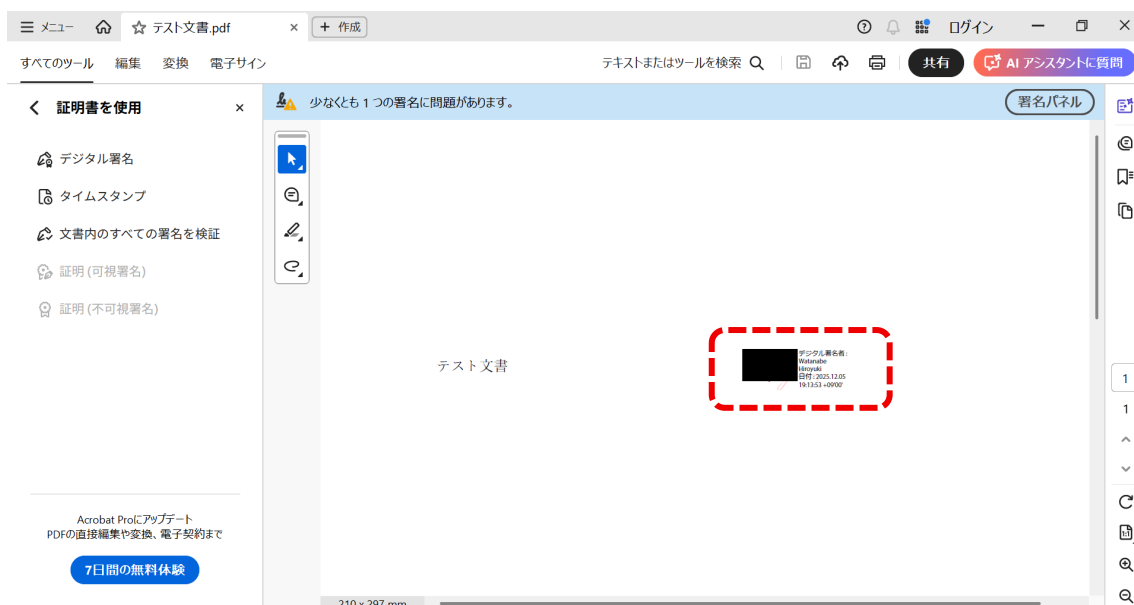 メニュー
テスト文書.pdf
作成
ログイン
すべてのツール 編集 変換 電子サイン
テキストまたはツールを検索
共有
AI アシスタントに質問
証明書を使用
少なくとも 1 つの署名に問題があります。
署名パネル
デジタル署名
タイムスタンプ
文書内のすべての署名を検証
証明 (可視署名)
証明 (不可視署名)
テスト文書
デジタル署名者 :
Watanabe
Hiroyuki
日付 : 2025.12.05
19:13:53 +09'00'
1
1
Acrobat Proにアップデート
PDFの直接編集や変換、電子契約まで
7日間の無料体験
210 x 297 mm